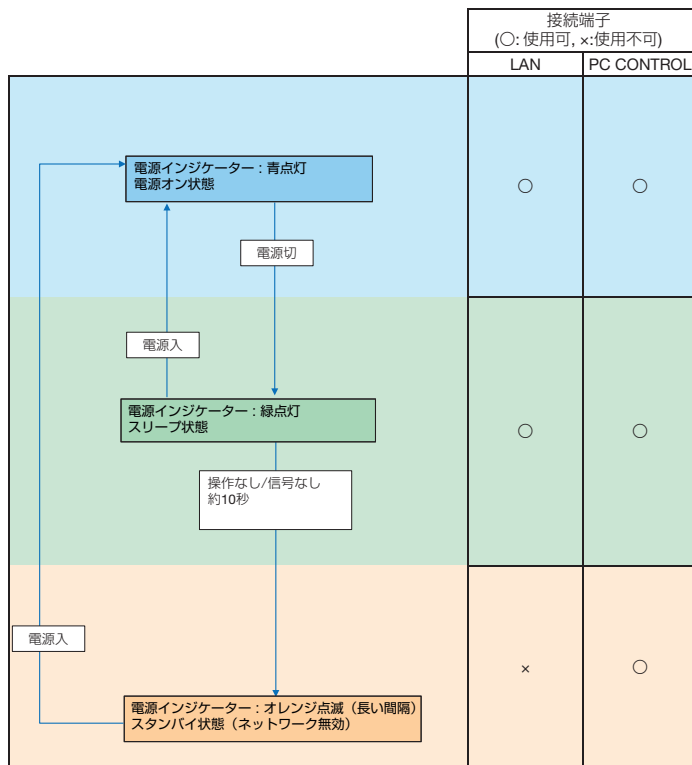 接続端子
(○: 使用可, ×:使用不可)
LAN
PC CONTROL
電源インジケーター : 青点灯
電源オン状態
○
○
電源切
電源入
電源インジケーター : 緑点灯
スリープ状態
○
○
操作なし/信号なし
約10秒
電源入
×
○
電源インジケーター : オレンジ点滅（長い間隔）
スタンバイ状態（ネットワーク無効）